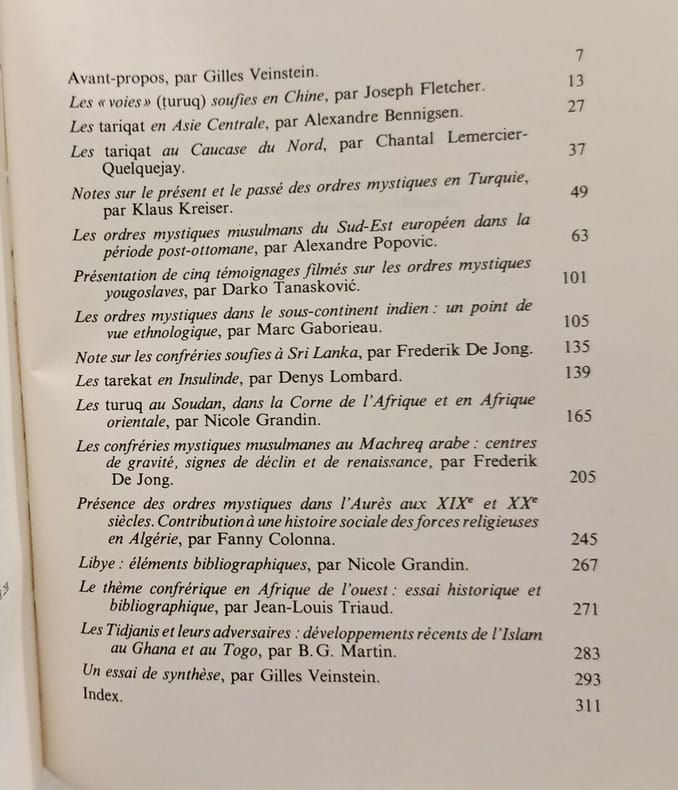 7
Avant-propos, par Gilles Veinstein.
13
Les « voies » (țuruq) soufies en Chine, par Joseph Fletcher.
27
Les tariqat en Asie Centrale, par Alexandre Bennigsen.
Les tariqat au Caucase du Nord, par Chantal Lemercier-
Quelquejay. 37
Notes sur le présent et le passé des ordres mystiques en Turquie,
par Klaus Kreiser. 49
Les ordres mystiques musulmans du Sud-Est européen dans la
période post-ottomane, par Alexandre Popovic. 63
Présentation de cinq témoignages filmés sur les ordres mystiques
yougoslaves, par Darko Tanasković. 101
Les ordres mystiques dans le sous-continent indien : un point de
vue ethnologique, par Marc Gaborieau. 105
Note sur les confréries soufies à Sri Lanka, par Frederik De Jong. 135
Les tarekat en Insulinde, par Denys Lombard. 139
Les turuq au Soudan, dans la Corne de l'Afrique et en Afrique
orientale, par Nicole Grandin. 165
Les confréries mystiques musulmanes au Machreq arabe : centres
de gravité, signes de déclin et de renaissance, par Frederik
De Jong. 205
Présence des ordres mystiques dans l'Aurès aux XIXe et XXe
siècles. Contribution à une histoire sociale des forces religieuses
en Algérie, par Fanny Colonna. 245
Libye : éléments bibliographiques, par Nicole Grandin. 267
Le thème confrérique en Afrique de l'ouest : essai historique et
bibliographique, par Jean-Louis Triaud. 271
Les Tidjanis et leurs adversaires : développements récents de l'Islam
au Ghana et au Togo, par B.G. Martin. 283
Un essai de synthèse, par Gilles Veinstein. 293
Index. 311